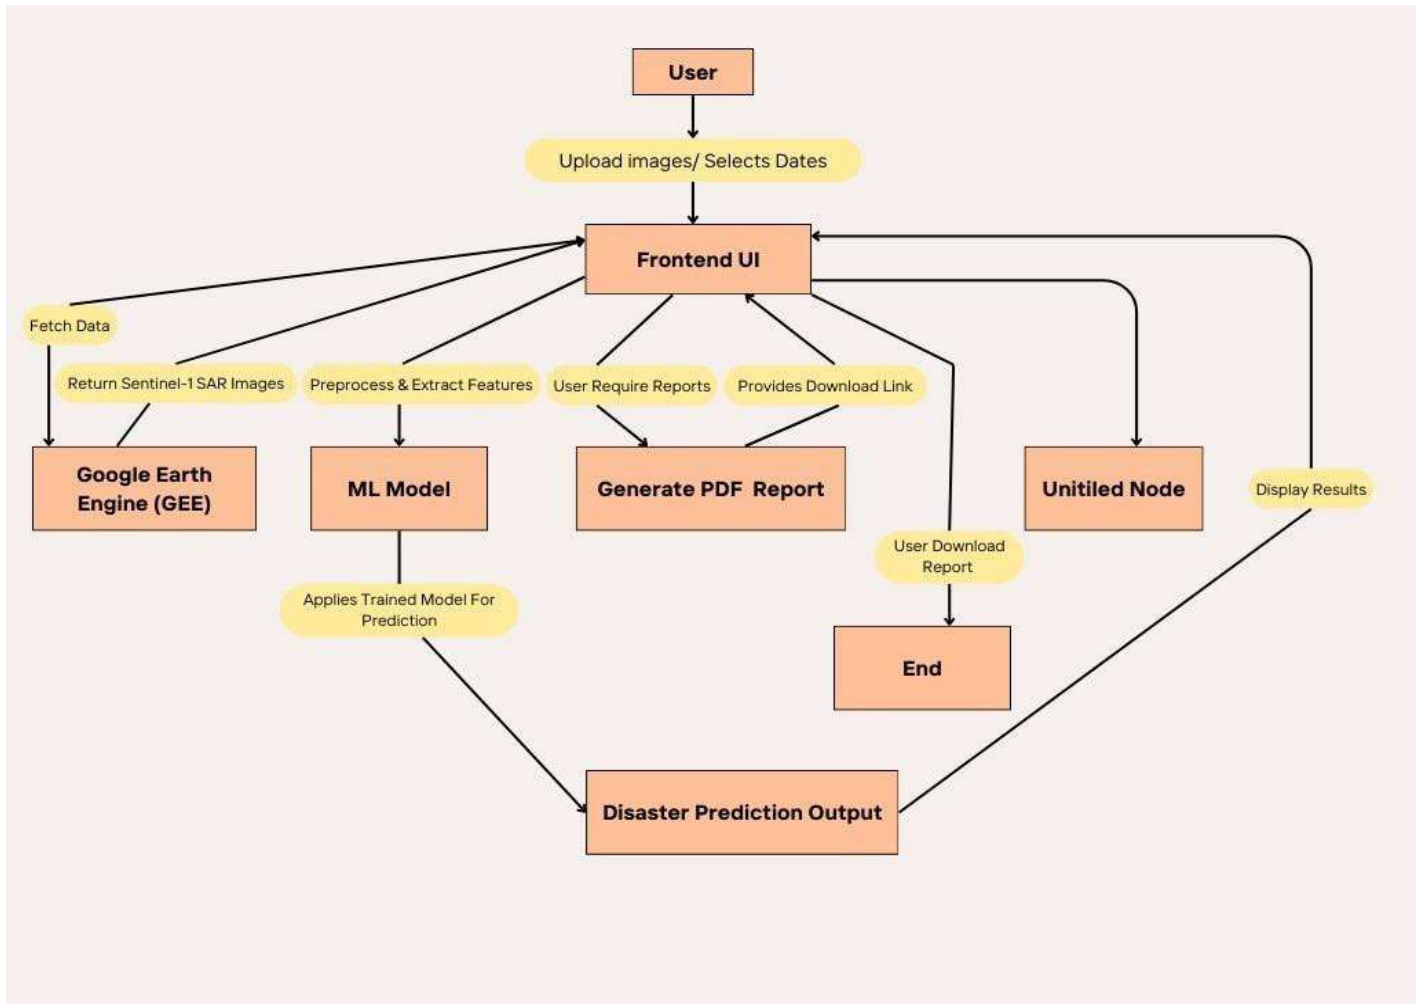 User
Upload images/ Selects Dates
Frontend UI
Fetch Data
Return Sentinel-1 SAR Images
Preprocess & Extract Features
User Require Reports
Provides Download Link
Google Earth
Engine (GEE)
ML Model
Generate PDF Report
Unitiled Node
Display Results
User Download
Report
Applies Trained Model For
Prediction
End
Disaster Prediction Output